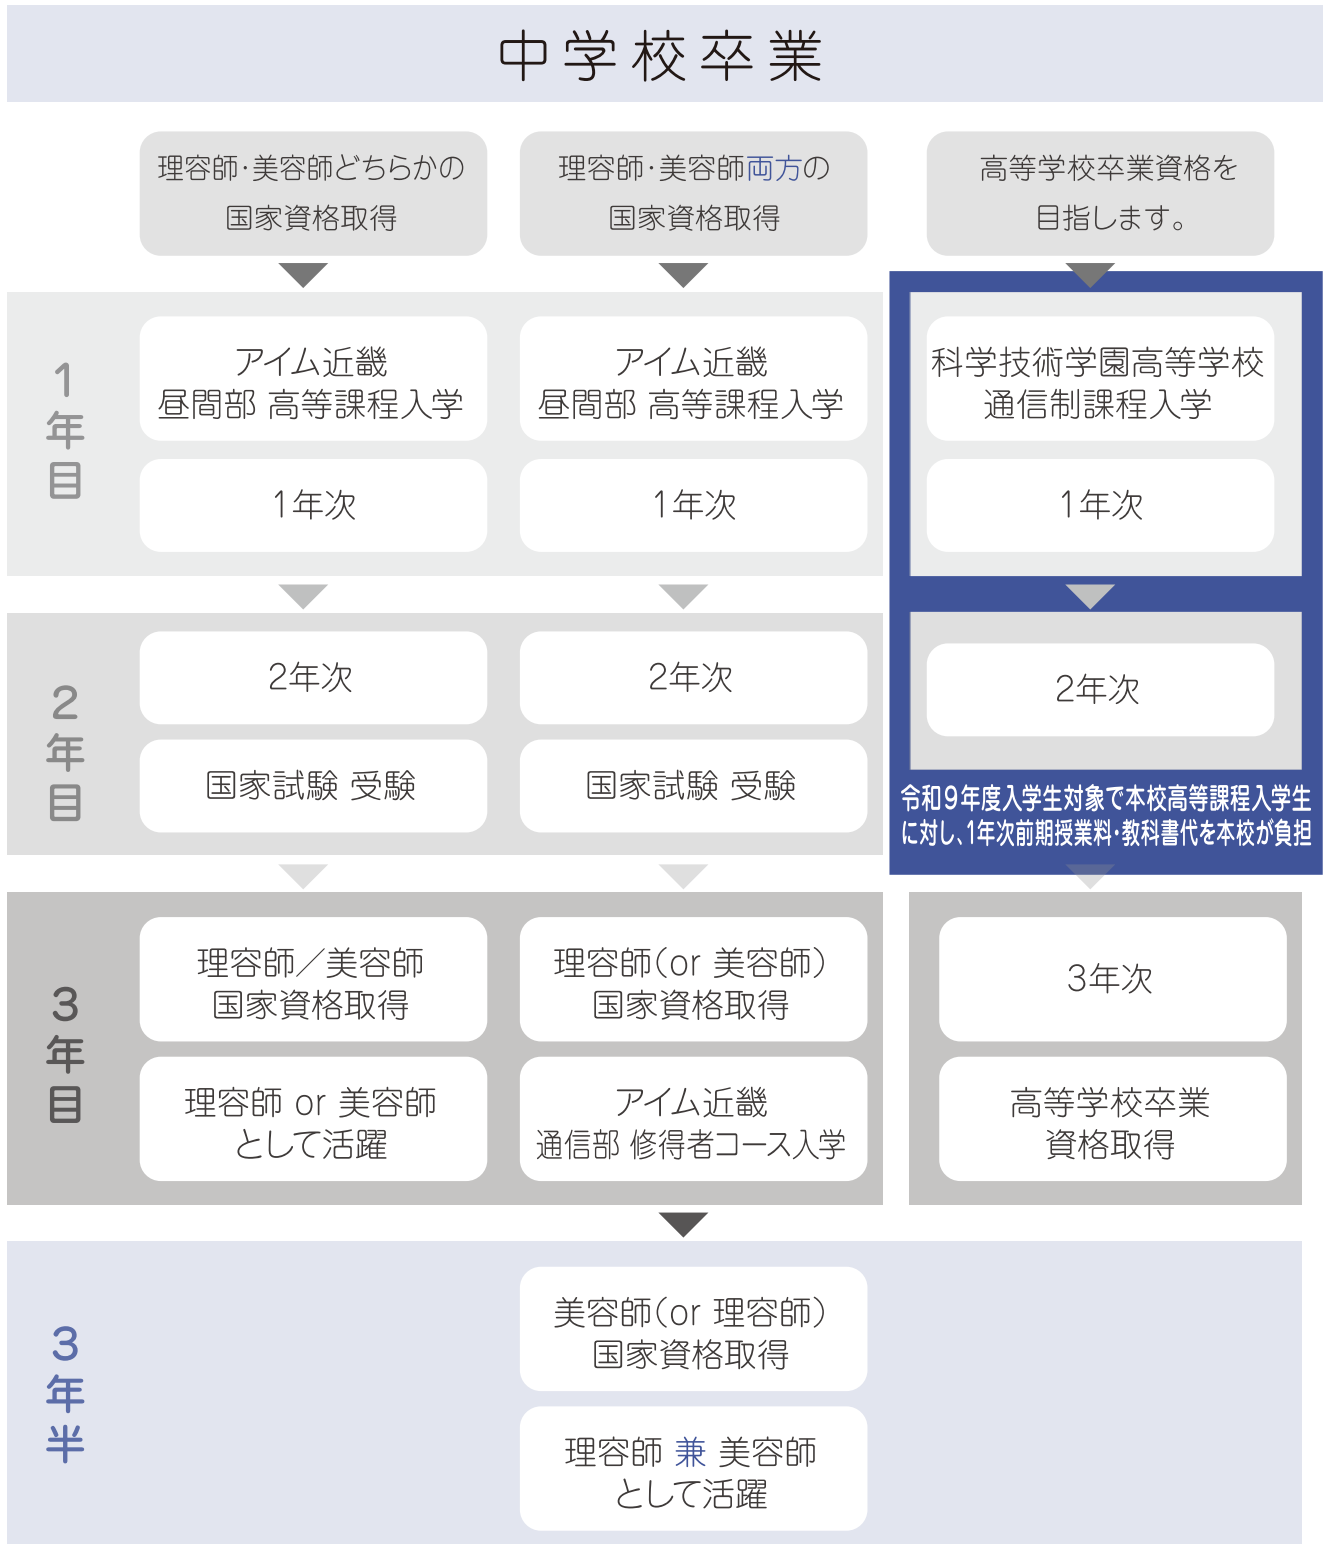 中学校卒業
理容師・美容師どちらかの
国家資格取得
理容師・美容師両方の
国家資格取得
高等学校卒業資格を
目指します。
1年目
アイム近畿
昼間部 高等課程入学
1年次
アイム近畿
昼間部 高等課程入学
1年次
科学技術学園高等学校
通信制課程入学
1年次
2年目
2年次
国家試験 受験
2年次
国家試験 受験
2年次
令和9年度入学生対象で本校高等課程入学生
に対し、1年次前期授業料・教科書代を本校が負担
3年目
理容師／美容師
国家資格取得
理容師 or 美容師
として活躍
理容師(or 美容師)
国家資格取得
アイム近畿
通信部 修得者コース入学
3年次
高等学校卒業
資格取得
3年半
美容師(or 理容師)
国家資格取得
理容師 兼 美容師
として活躍